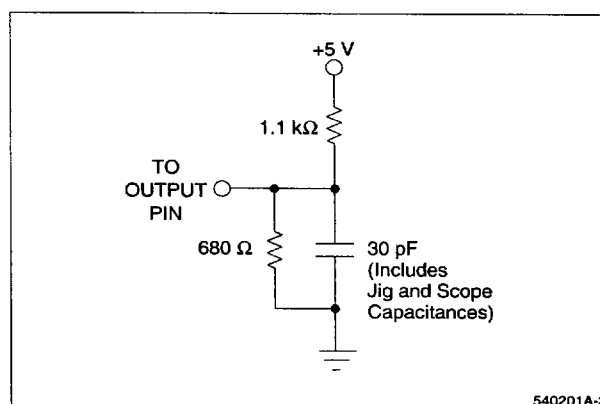 +5 V
1.1 kΩ
TO
OUTPUT
PIN
680 Ω
30 pF
(Includes
Jig and Scope
Capacitances)